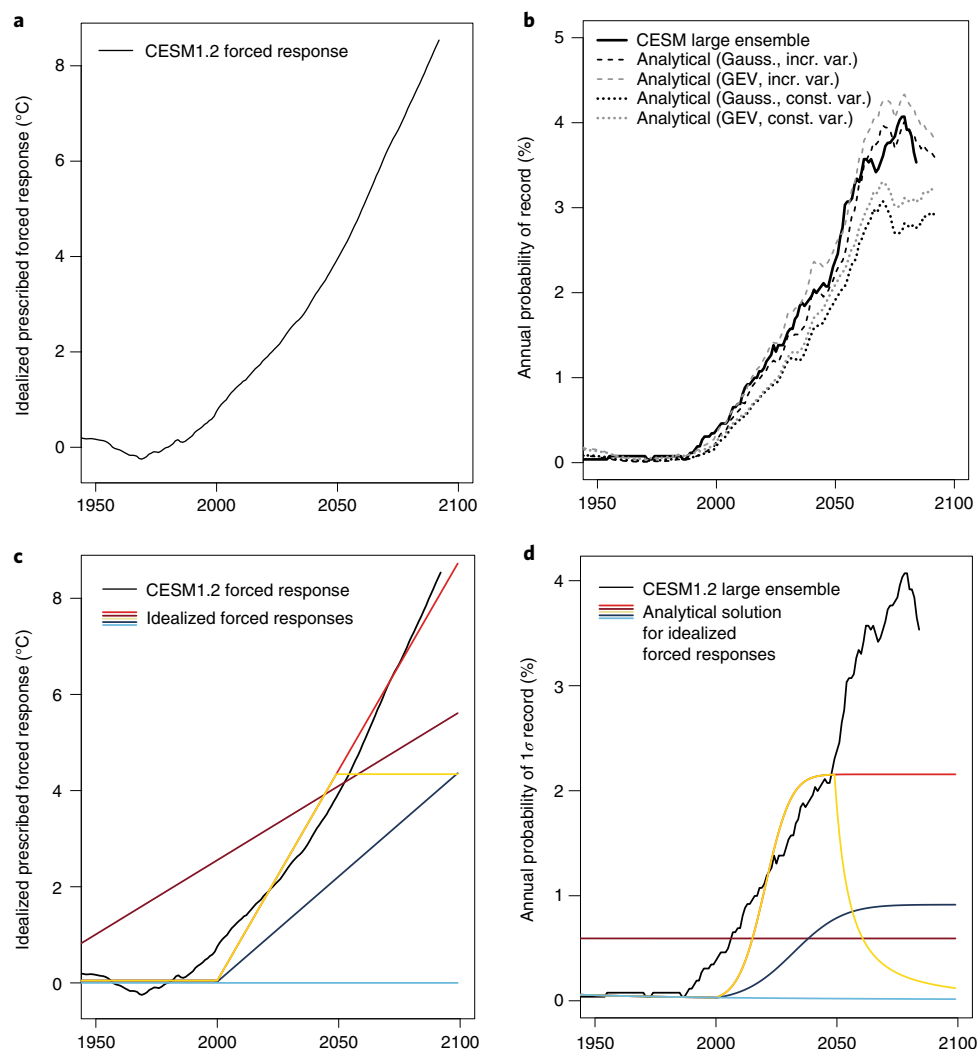 a
CESM1.2 forced response
Idealized prescribed forced response (°C)
8
6
4
2
0
1950 2000 2050 2100
b
CESM large ensemble
Analytical (Gauss., incr. var.)
Analytical (GEV, incr. var.)
Analytical (Gauss., const. var.)
Analytical (GEV, const. var.)
Annual probability of record (%)
5
4
3
2
1
0
1950 2000 2050 2100
c
CESM1.2 forced response
Idealized forced responses
Idealized prescribed forced response (°C)
8
6
4
2
0
1950 2000 2050 2100
d
CESM1.2 large ensemble
Analytical solution
for idealized
forced responses
Annual probability of 1σ record (%)
4
3
2
1
0
1950 2000 2050 2100